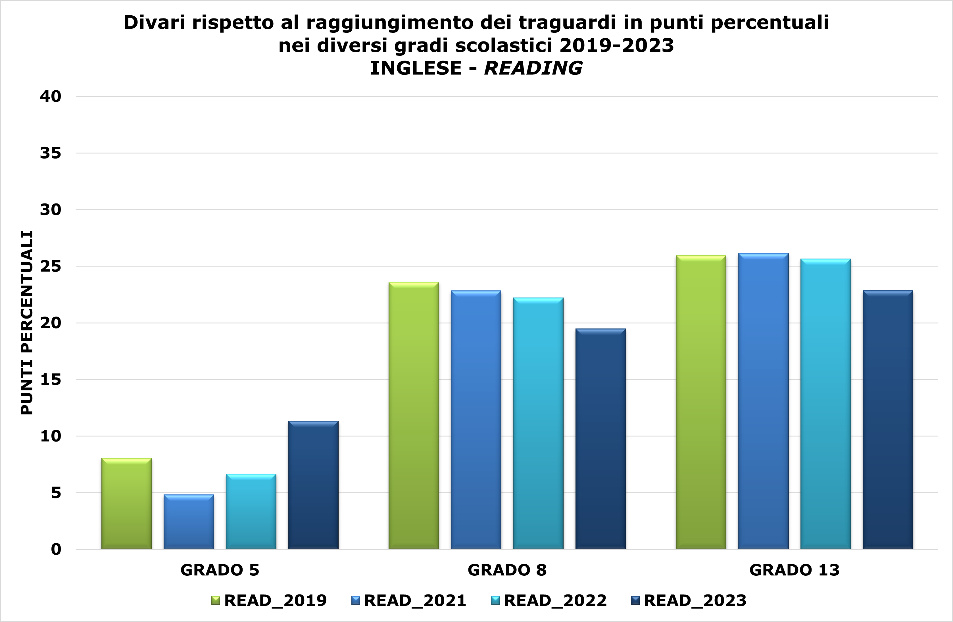 Divari rispetto al raggiungimento dei traguardi in punti percentuali
nei diversi gradi scolastici 2019-2023
INGLESE - READING
40
35
30
25
20
15
10
5
0
PUNTI PERCENTUALI
GRADO 5
GRADO 8
GRADO 13
READ_2019
READ_2021
READ_2022
READ_2023